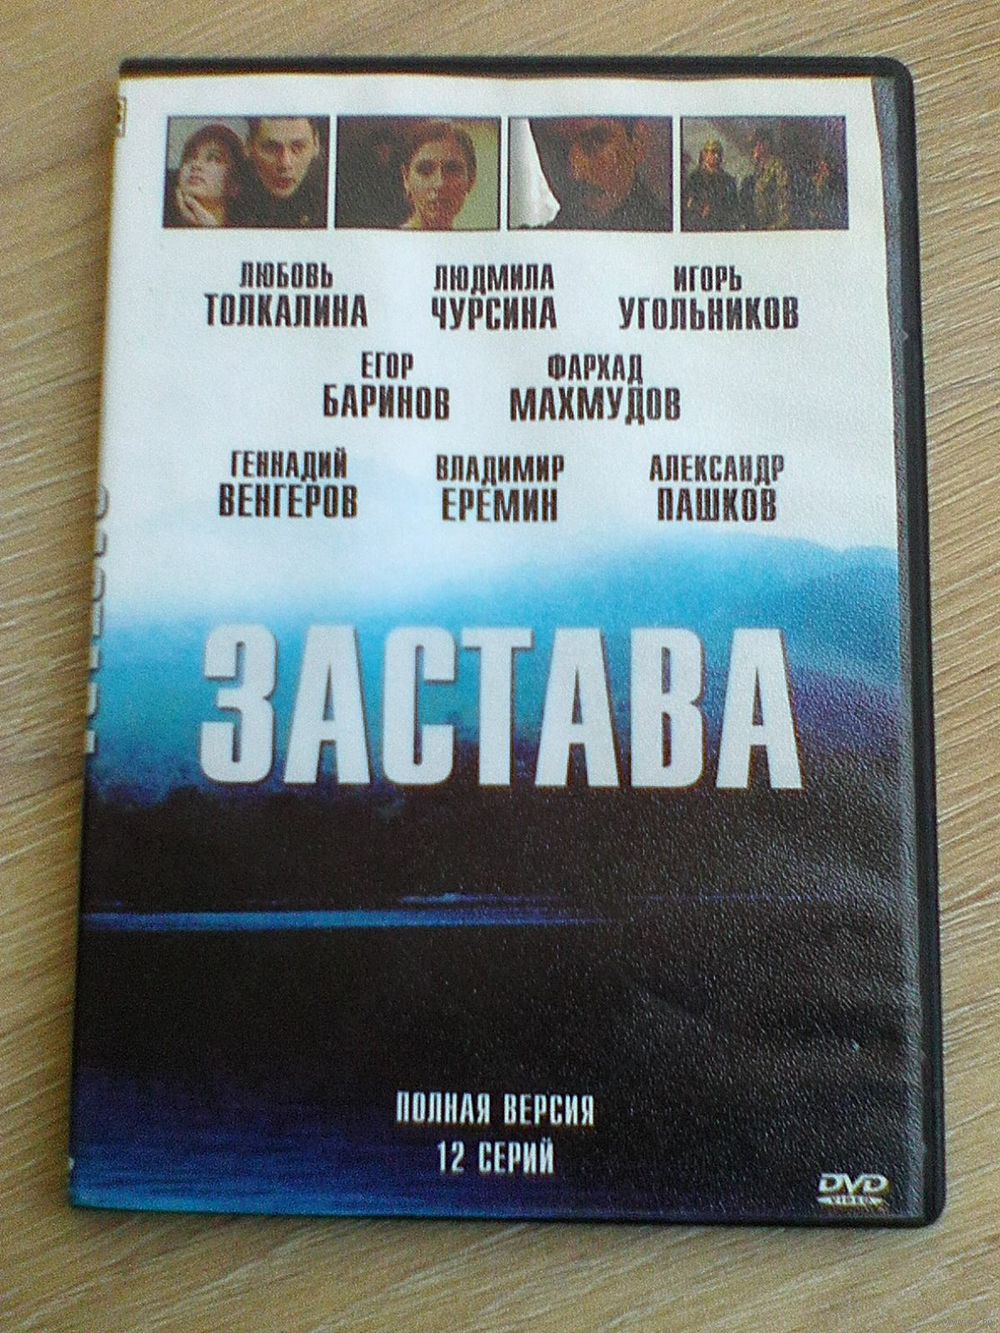 ЛЮБОВЬ ЛЮДМИЛА ИГОРЬ
ТОЛКАЛИНА ЧУРСИНА УГОЛЬНИКОВ
ЕГОР ФАРХАД
БАРИНОВ МАХМУДОВ
ГЕННАДИЙ ВЛАДИМИР АЛЕКСАНДР
ВЕНГЕРОВ ЕРЕМИН ПАШКОВ
ЗАСТАВА
ПОЛНАЯ ВЕРСИЯ
12 СЕРИЙ
DVD
VIDEO